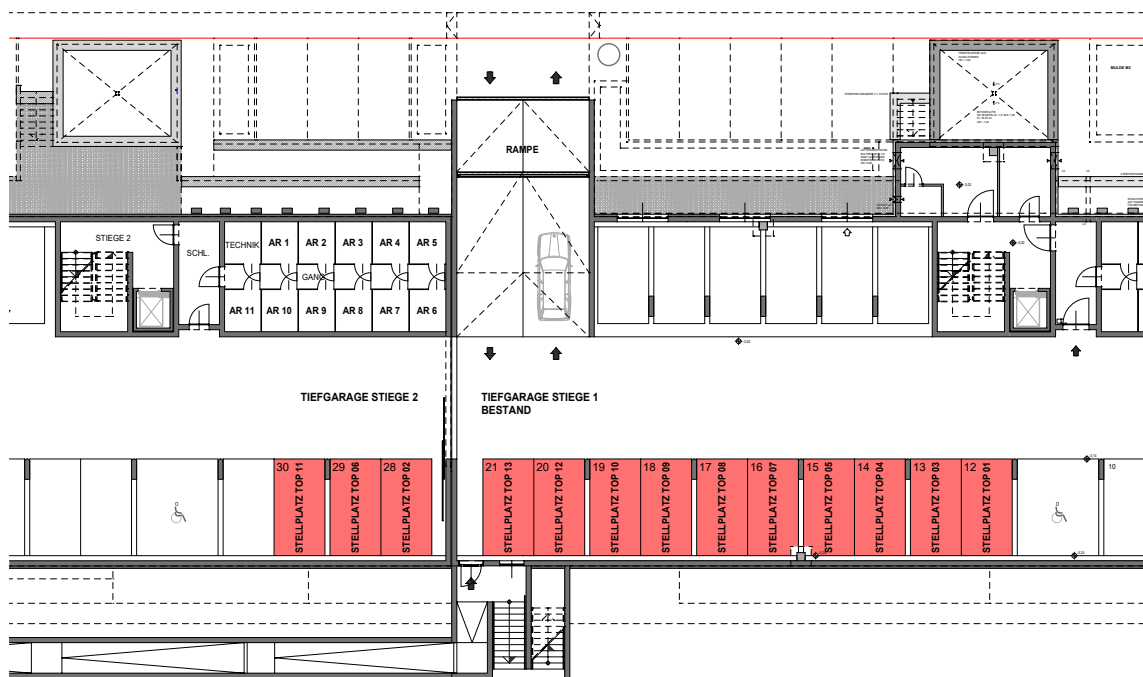 MULDE M2
RAMPE
STIEGE 2
SCHL.
TECHNIK
AR 1
AR 2
AR 3
AR 4
AR 5
GANG
AR 11
AR 10
AR 9
AR 8
AR 7
AR 6
TIEFGARAGE STIEGE 2
TIEFGARAGE STIEGE 1
BESTAND
30
STELLPLATZ TOP 11
29
STELLPLATZ TOP 06
28
STELLPLATZ TOP 02
21
STELLPLATZ TOP 13
20
STELLPLATZ TOP 12
19
STELLPLATZ TOP 10
18
STELLPLATZ TOP 09
17
STELLPLATZ TOP 08
16
STELLPLATZ TOP 07
15
STELLPLATZ TOP 05
14
STELLPLATZ TOP 04
13
STELLPLATZ TOP 03
12
STELLPLATZ TOP 01
10